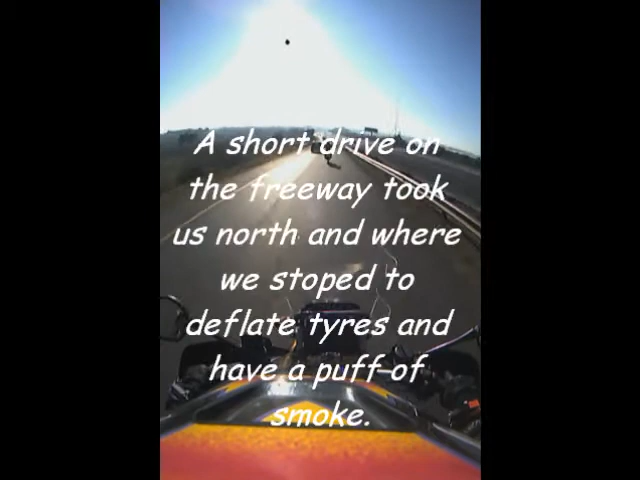 A short drive on
the freeway took
us north and where
we stoped to
deflate tyres and
have a puff of
smoke.